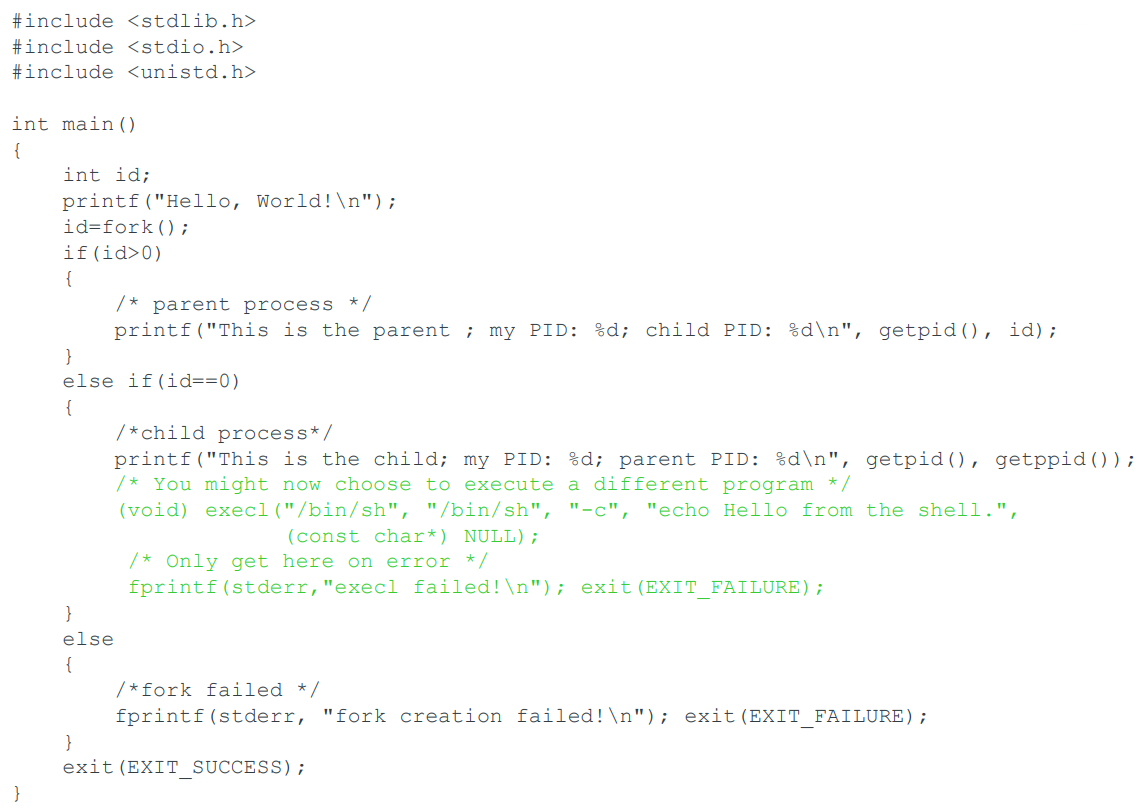 #include <stdlib.h>
#include <stdio.h>
#include <unistd.h>

int main()
{
    int id;
    printf("Hello, World!\n");
    id=fork();
    if(id>0)
    {
        /* parent process */
        printf("This is the parent ; my PID: %d; child PID: %d\n", getpid(), id);
    }
    else if(id==0)
    {
        /*child process*/
        printf("This is the child; my PID: %d; parent PID: %d\n", getpid(), getppid());
        /* You might now choose to execute a different program */
        (void) execl("/bin/sh", "/bin/sh", "-c", "echo Hello from the shell.",
                     (const char*) NULL);
         /* Only get here on error */
         fprintf(stderr,"execl failed!\n"); exit(EXIT_FAILURE);
    }
    else
    {
        /*fork failed */
        fprintf(stderr, "fork creation failed!\n"); exit(EXIT_FAILURE);
    }
    exit(EXIT_SUCCESS);
}